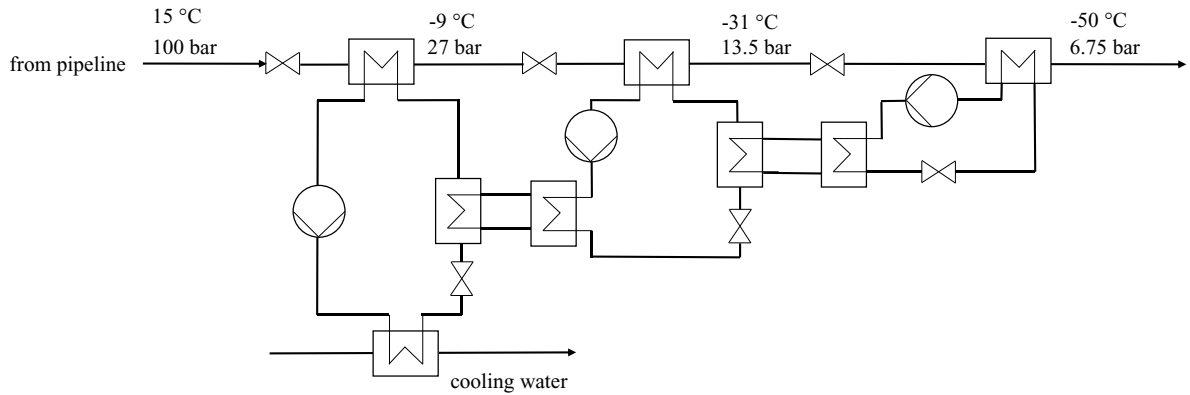 15 °C
100 bar
from pipeline
-9 °C
27 bar
-31 °C
13.5 bar
-50 °C
6.75 bar
cooling water